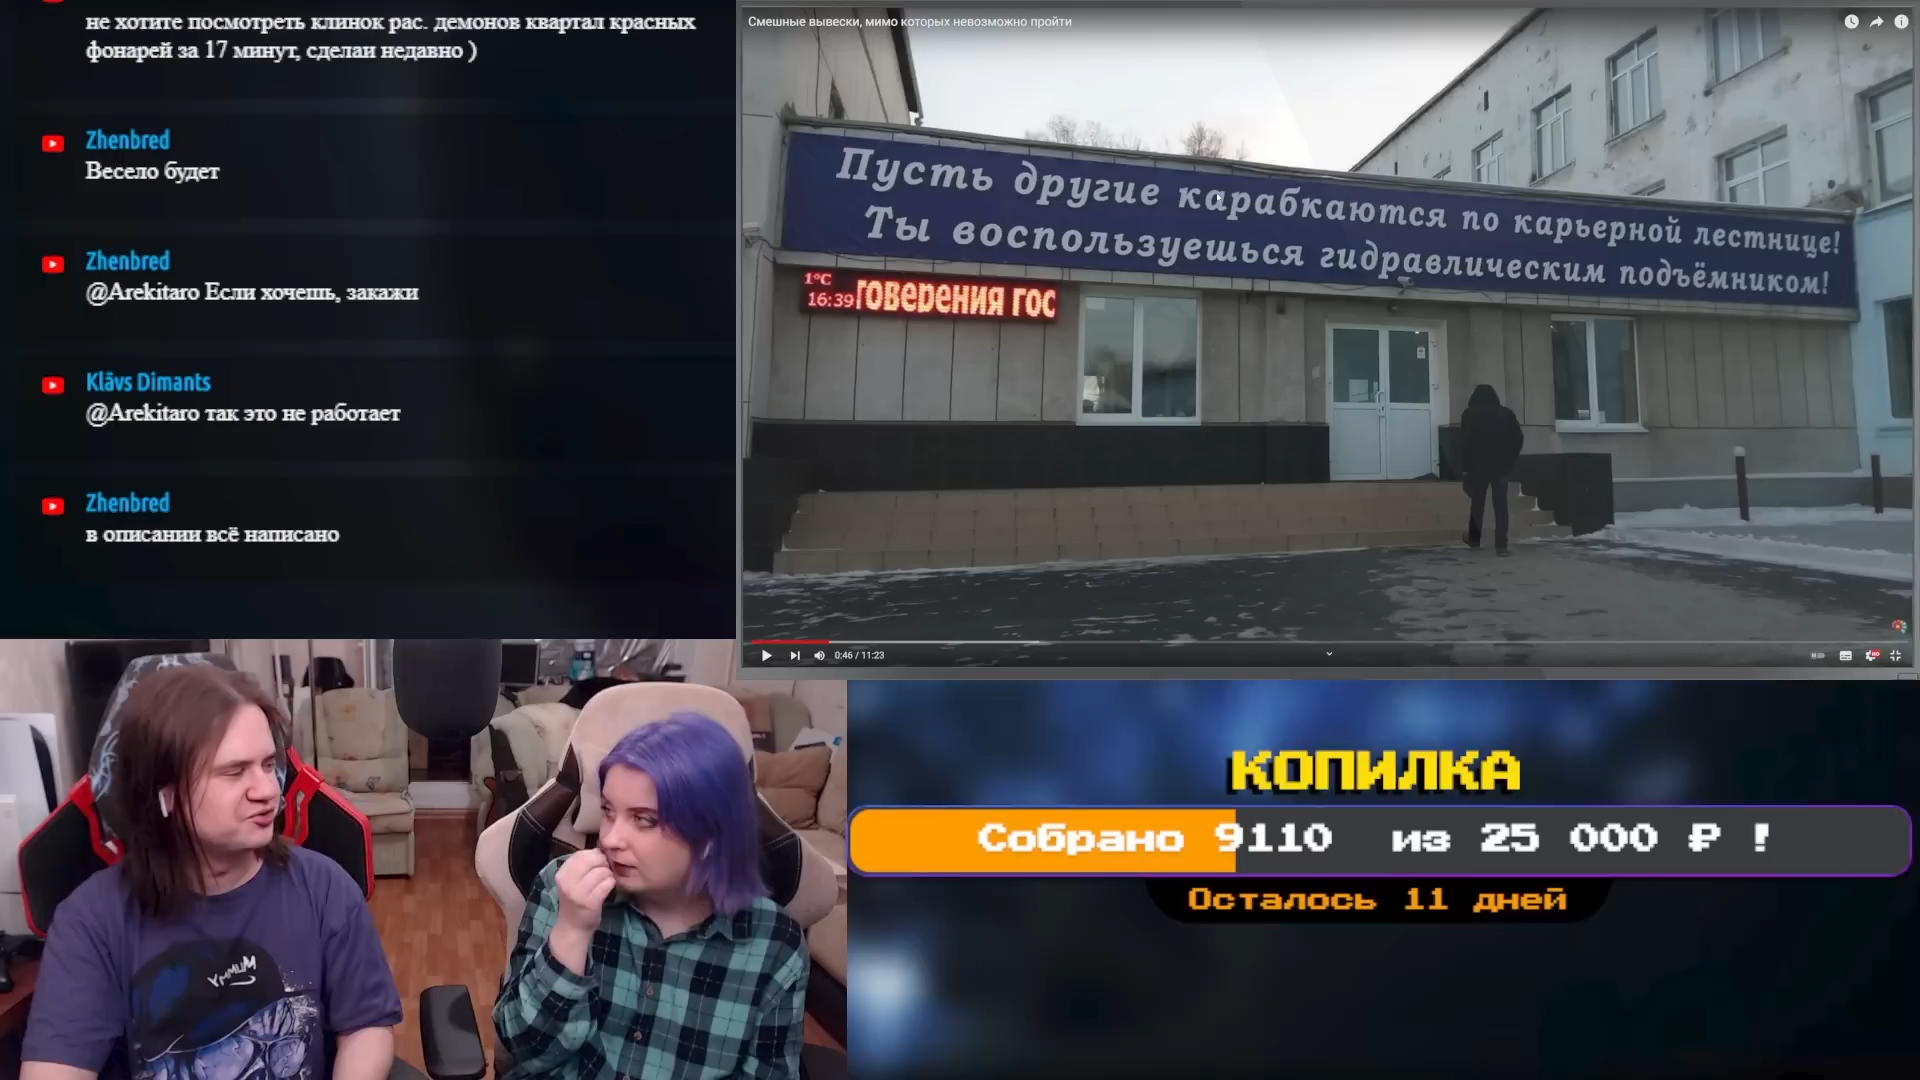 не хотите посмотреть клинок рас. демонов квартал красных
фонарей за 17 минут, сделаи недавно )
Zhenbred
Весело будет
Zhenbred
@Arekitaro Если хочешь, закажи
Klāvs Dimants
@Arekitaro так это не работает
Zhenbred
в описании всё написано
Смешные вывески, мимо которых невозможно пройти
Пусть другие карабкаются по карьерной лестнице!
Ты воспользуешься гидравлическим подъёмником!
1°C
16:39
говерения гос
0:46 / 11:23
КОПИЛКА
Собрано 9110 из 25 000 ₽ !
Осталось 11 дней